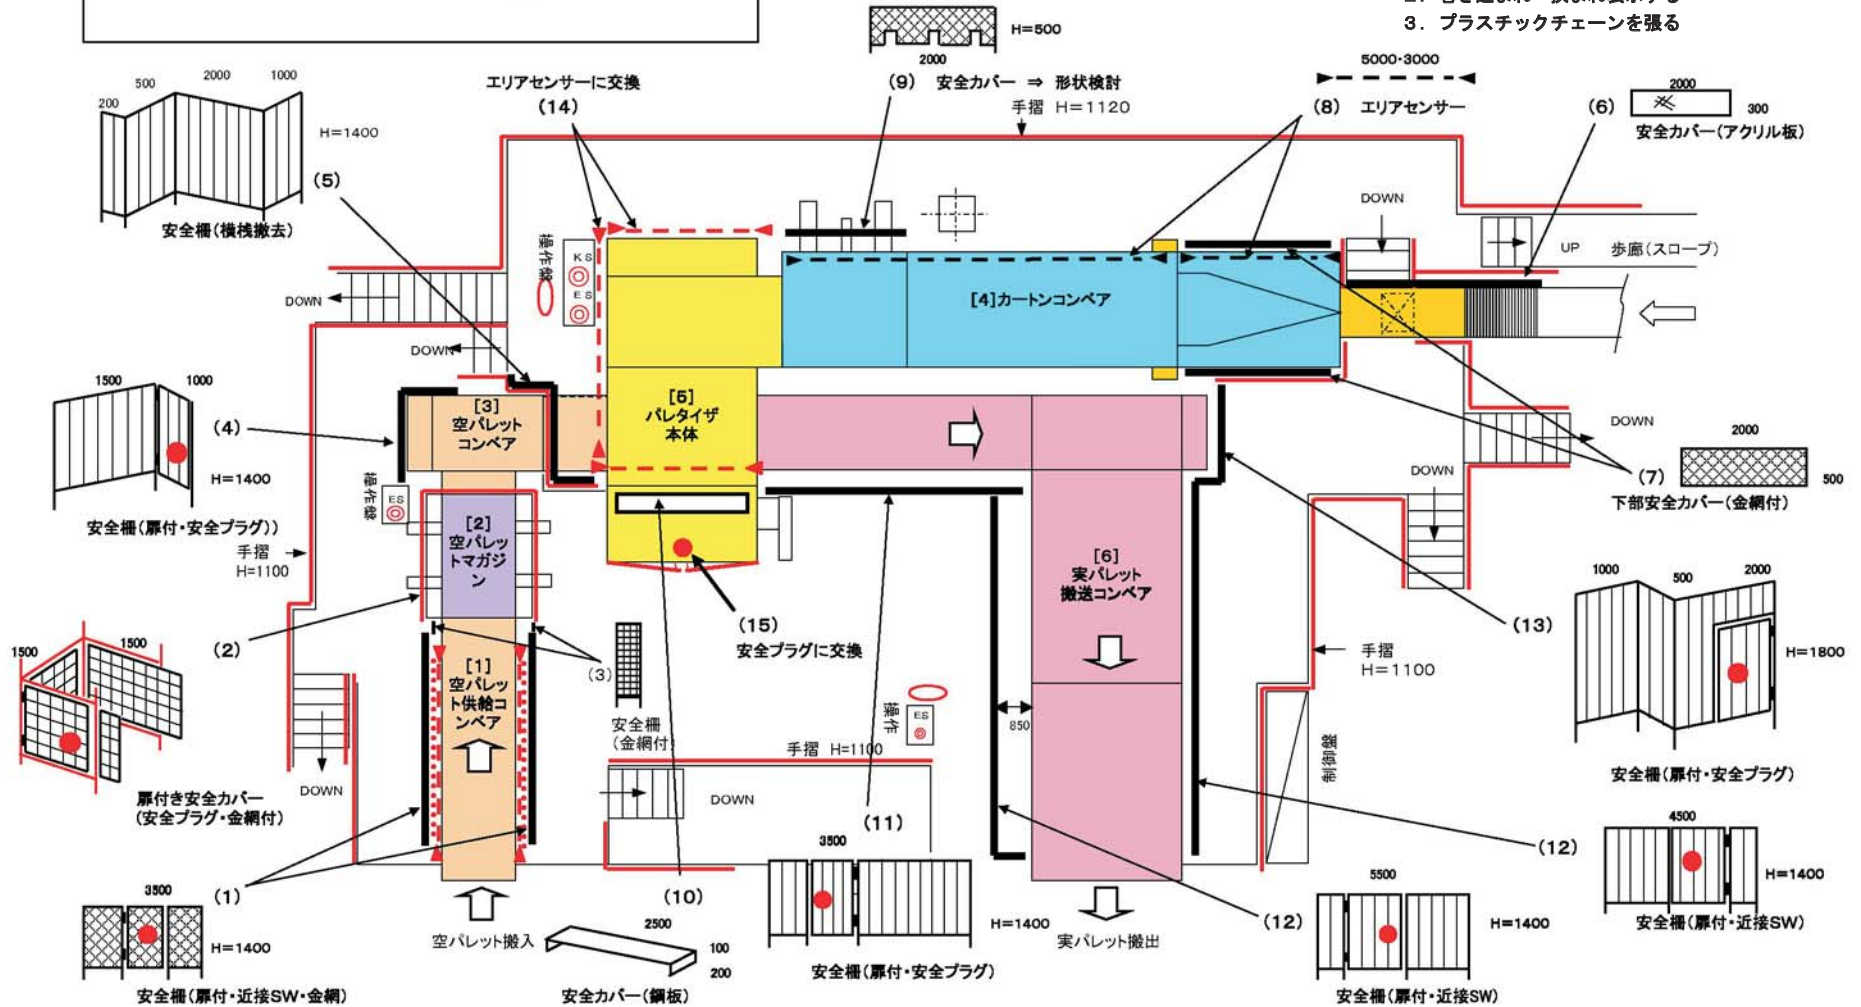 3. プラスチックチェーンを張る
H=500
2000
(9) 安全カバー ⇒ 形状検討
手摺 H=1120
エリアセンサーに交換
(14)
5000・3000
(8) エリアセンサー
(6)
2000
300
安全カバー(アクリル板)
200
500
2000
1000
H=1400
(5)
安全柵(横桟撤去)
操作盤
KS
ES
DOWN
UP
歩廊(スロープ)
DOWN
DOWN
[4]カートンコンベア
1500
1000
(4)
H=1400
安全柵(扉付・安全プラグ))
[3]
空パレット
コンベア
[5]
パレタイザ
本体
DOWN
DOWN
2000
500
(7)
下部安全カバー(金網付)
操作盤
ES
手摺
H=1100
[2]
空パレッ
トマガジ
ン
[6]
実パレット
搬送コンベア
1000
500
2000
(13)
H=1800
安全柵(扉付・安全プラグ)
1500
1500
(2)
扉付き安全カバー
(安全プラグ・金網付)
(15)
安全プラグに交換
(3)
安全柵
(金網付)
[1]
空パレッ
ト供給コ
ンベア
手摺
H=1100
操作
ES
850
制御盤
手摺 H=1100
DOWN
DOWN
(11)
3500
H=1400
安全柵(扉付・安全プラグ)
(12)
4500
H=1400
安全柵(扉付・近接SW)
(1)
3500
H=1400
安全柵(扉付・近接SW・金網)
空パレット搬入
(10)
2500
100
200
安全カバー(鋼板)
実パレット搬出
(12)
5500
H=1400
安全柵(扉付・近接SW)